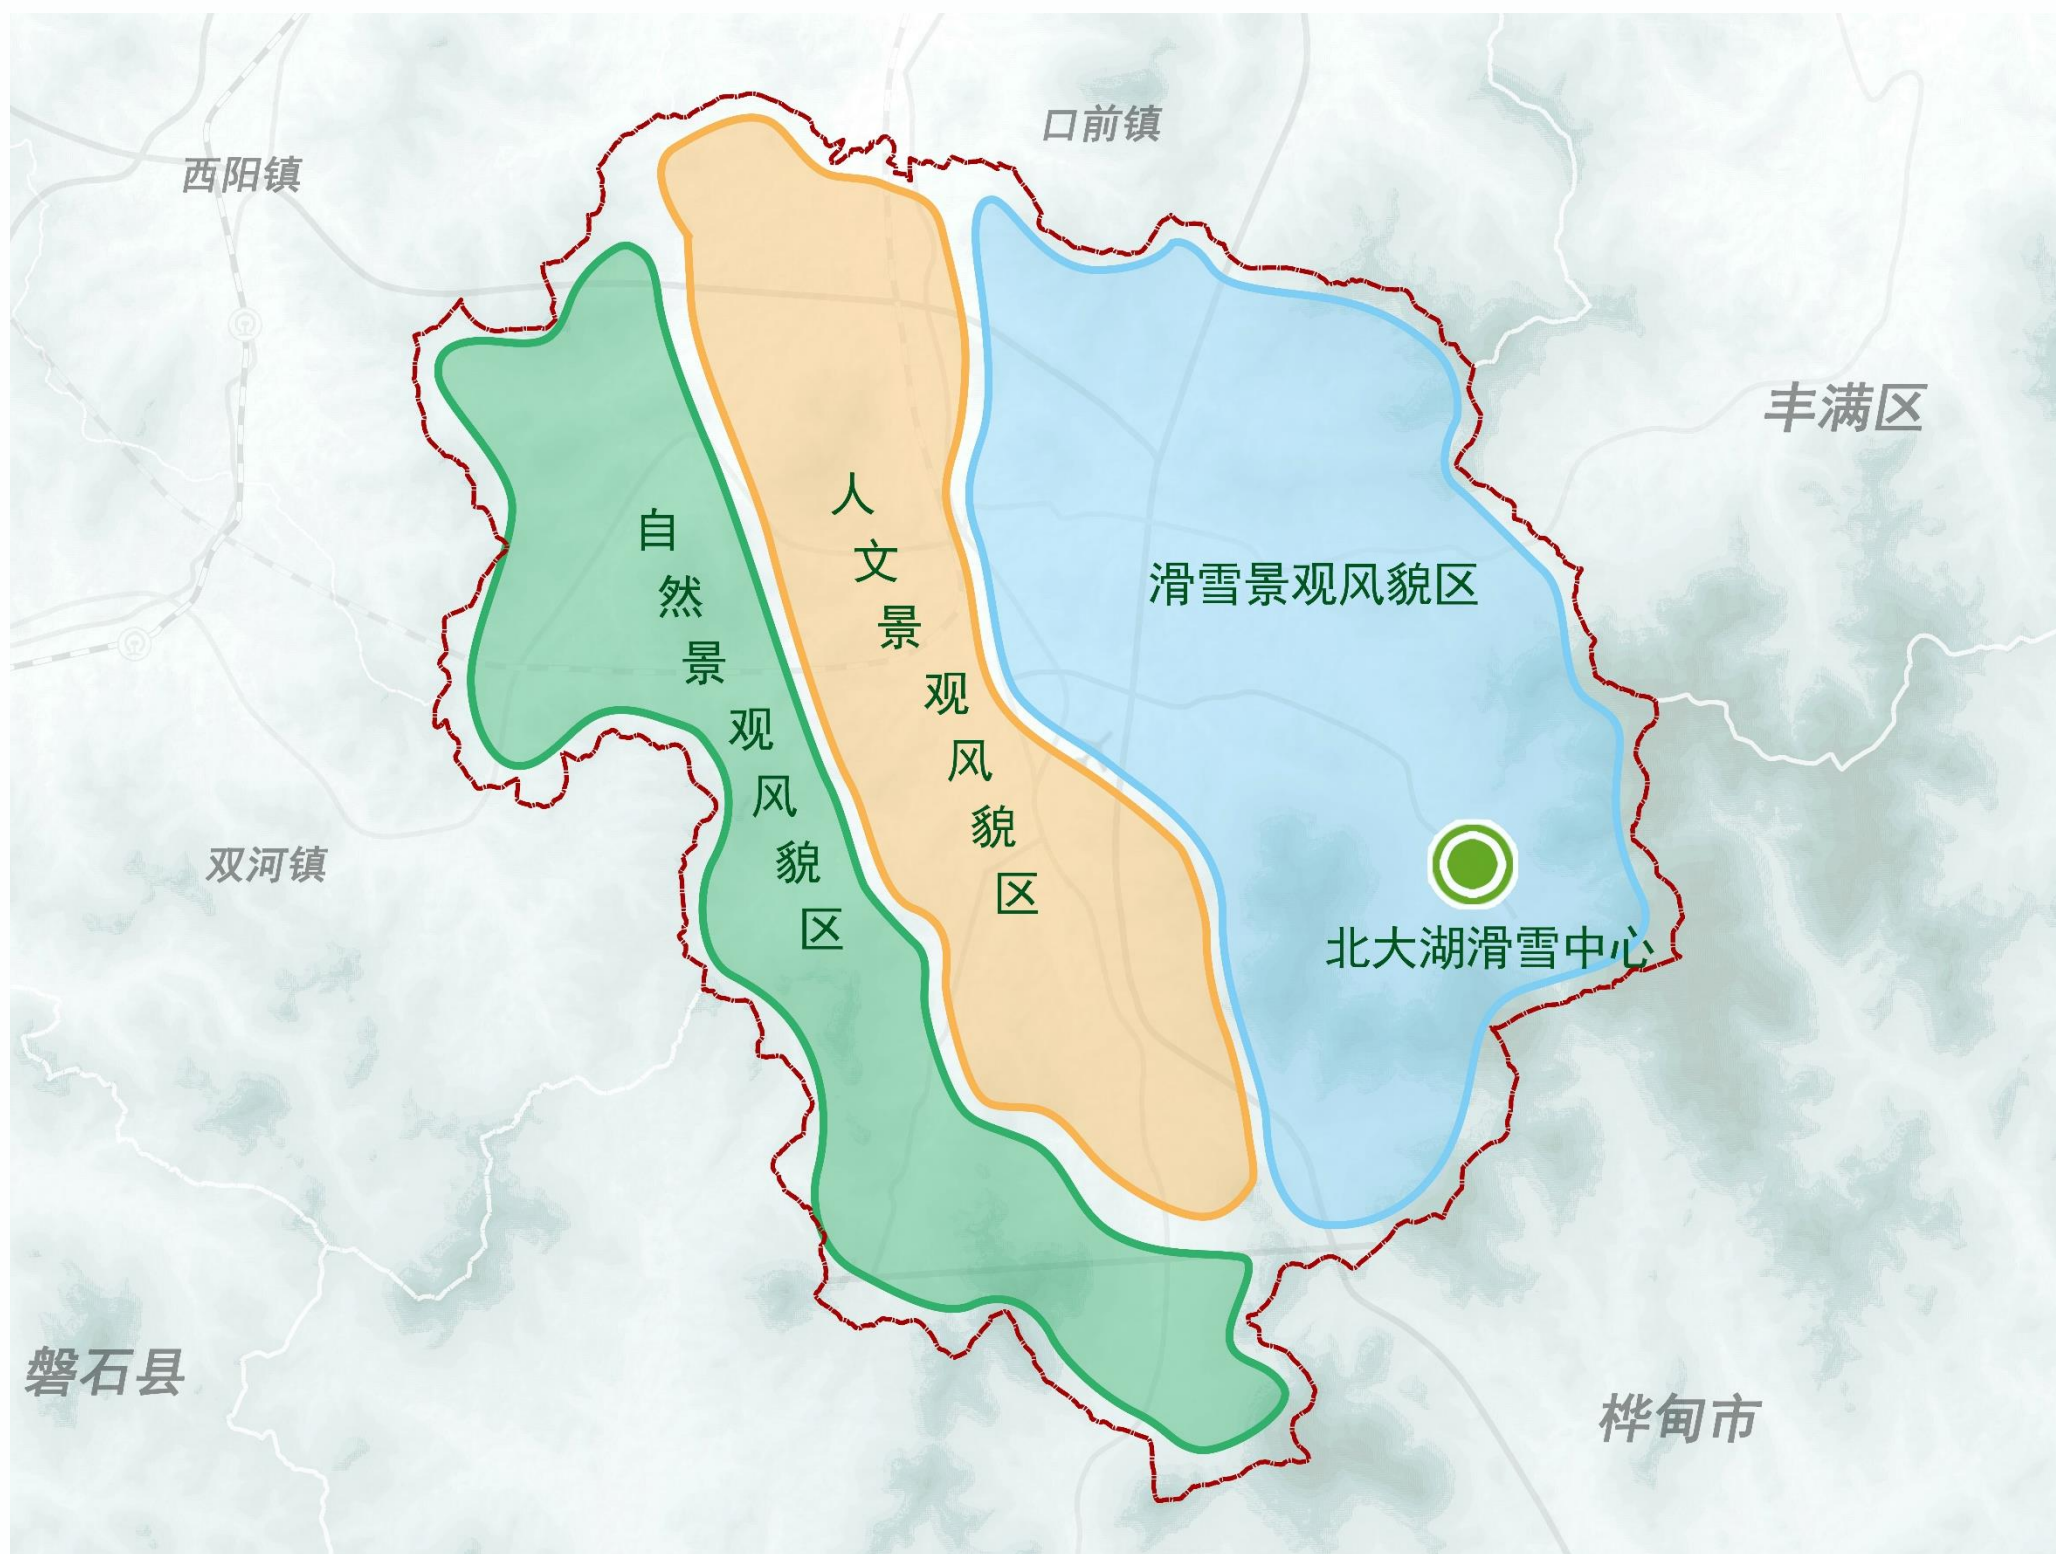 口前镇
西阳镇
丰满区
自然景观风貌区
人文景观风貌区
滑雪景观风貌区
双河镇
北大湖滑雪中心
磐石县
桦甸市